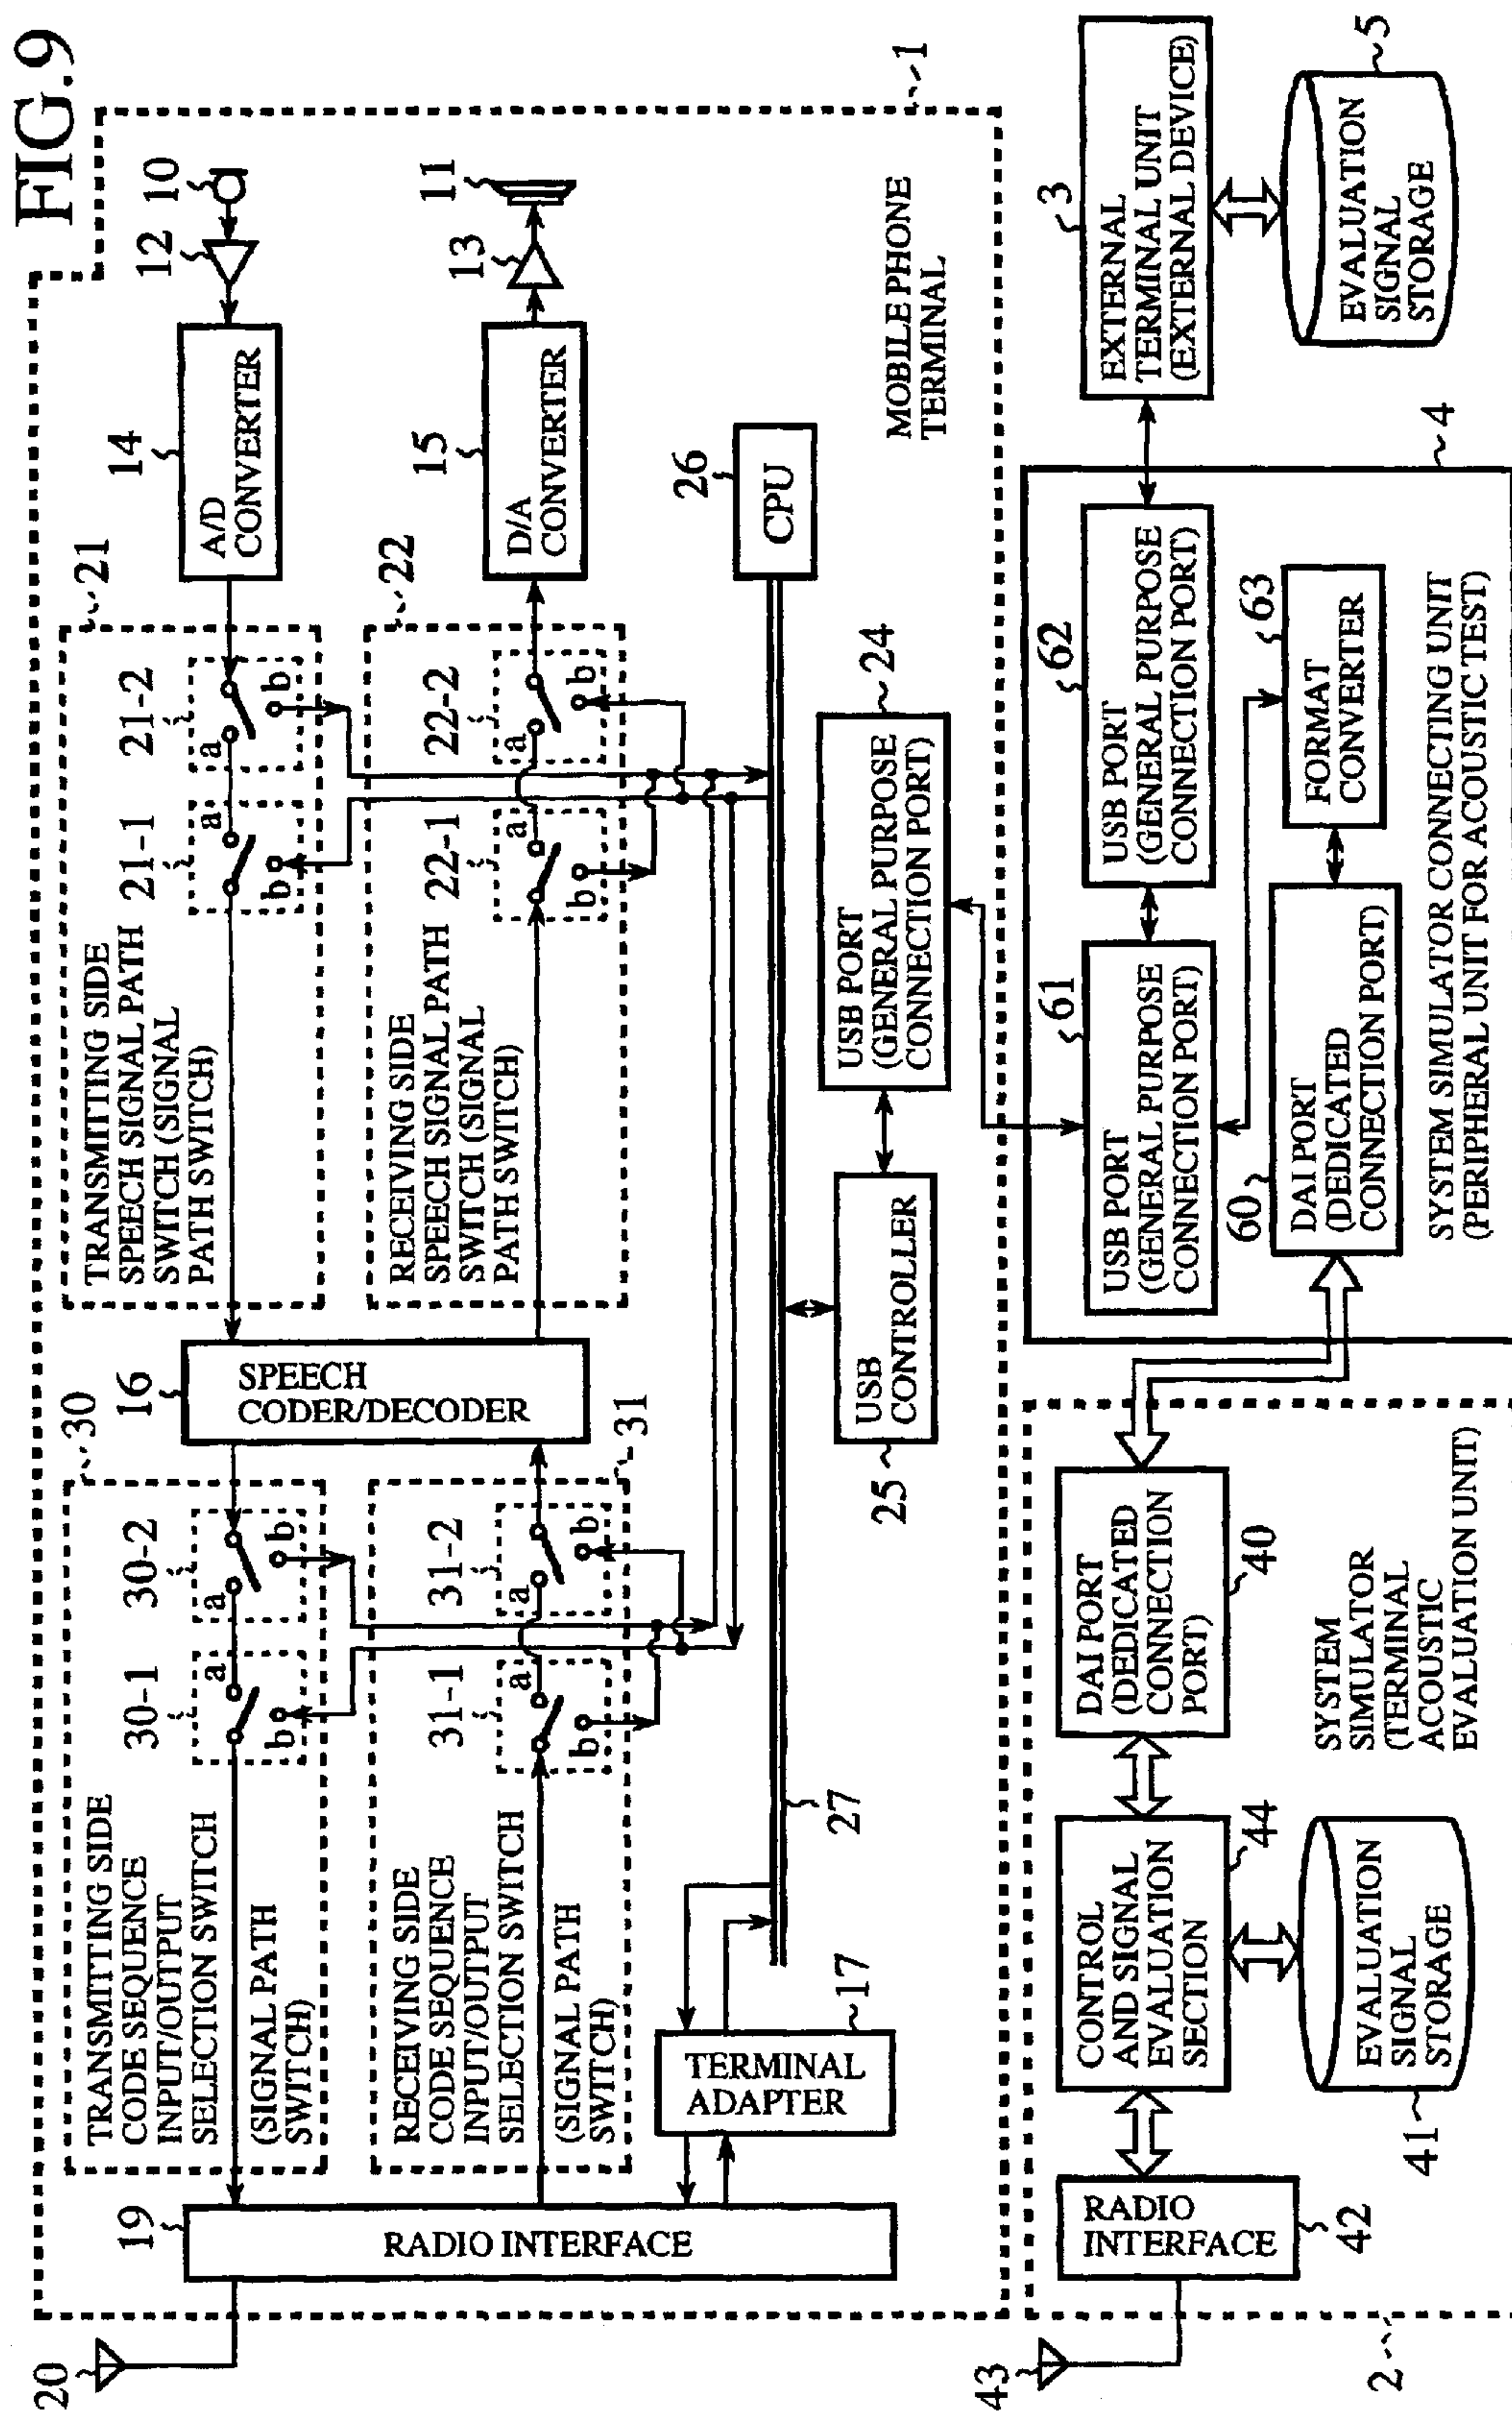 FIG.9
20
19
RADIO INTERFACE
TRANSMITTING SIDE
CODE SEQUENCE
INPUT/OUTPUT
SELECTION SWITCH
(SIGNAL PATH
SWITCH)
30
30-1
30-2
a
a
b
b
RECEIVING SIDE
CODE SEQUENCE
INPUT/OUTPUT
SELECTION SWITCH
(SIGNAL PATH
SWITCH)
31
31-1
31-2
a
a
b
b
16
SPEECH
CODER/DECODER
TRANSMITTING SIDE
SPEECH SIGNAL PATH
SWITCH (SIGNAL
PATH SWITCH)
21
21-1
21-2
a
a
b
b
RECEIVING SIDE
SPEECH SIGNAL PATH
SWITCH (SIGNAL
PATH SWITCH)
22
22-1
22-2
a
a
b
b
14
A/D
CONVERTER
12
10
15
D/A
CONVERTER
13
11
TERMINAL
ADAPTER
17
27
26
CPU
25
USB
CONTROLLER
24
USB PORT
(GENERAL PURPOSE
CONNECTION PORT)
MOBILE PHONE
TERMINAL
1
43
2
RADIO
INTERFACE
42
CONTROL
AND SIGNAL
EVALUATION
SECTION
44
EVALUATION
SIGNAL
STORAGE
41
DAI PORT
(DEDICATED
CONNECTION
PORT)
40
SYSTEM
SIMULATOR
(TERMINAL
ACOUSTIC
EVALUATION UNIT)
61
USB PORT
(GENERAL PURPOSE
CONNECTION PORT)
62
USB PORT
(GENERAL PURPOSE
CONNECTION PORT)
60
DAI PORT
(DEDICATED
CONNECTION PORT)
63
FORMAT
CONVERTER
SYSTEM SIMULATOR CONNECTING UNIT
(PERIPHERAL UNIT FOR ACOUSTIC TEST)
4
3
EXTERNAL
TERMINAL UNIT
(EXTERNAL DEVICE)
EVALUATION
SIGNAL
STORAGE
5